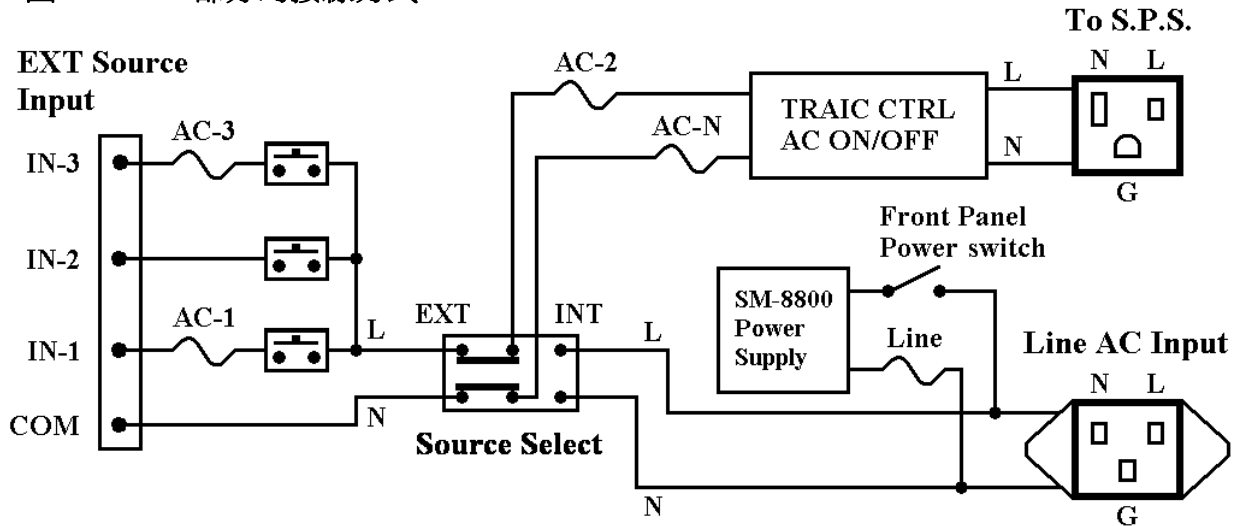 To S.P.S.
EXT Source
Input
AC-2
N L
L
TRAIC CTRL
AC ON/OFF
AC-3
AC-N
IN-3
N
G
Front Panel
Power switch
IN-2
SM-8800
Power
Supply
EXT INT
AC-1
L
L
Line
Line AC Input
IN-1
N L
COM
N
Source Select
N
G